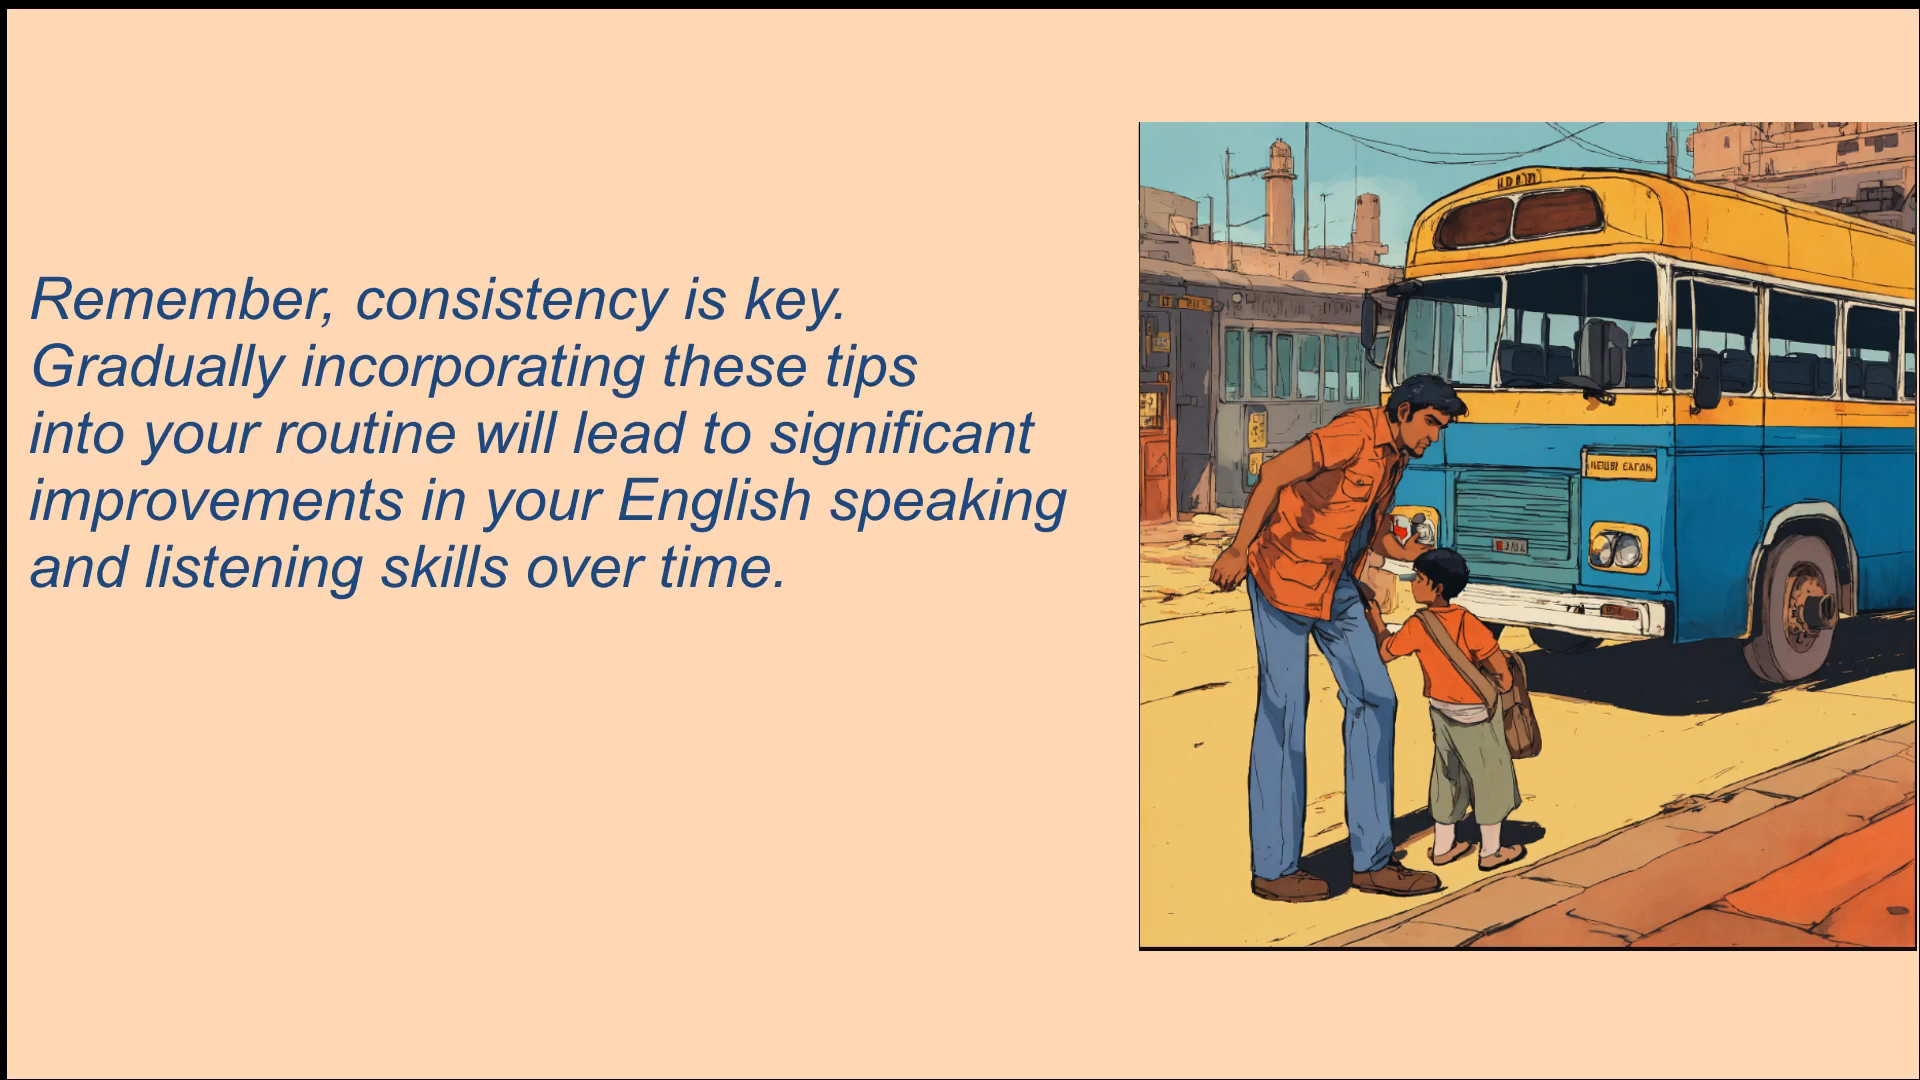 Remember, consistency is key.
Gradually incorporating these tips
into your routine will lead to significant
improvements in your English speaking
and listening skills over time.